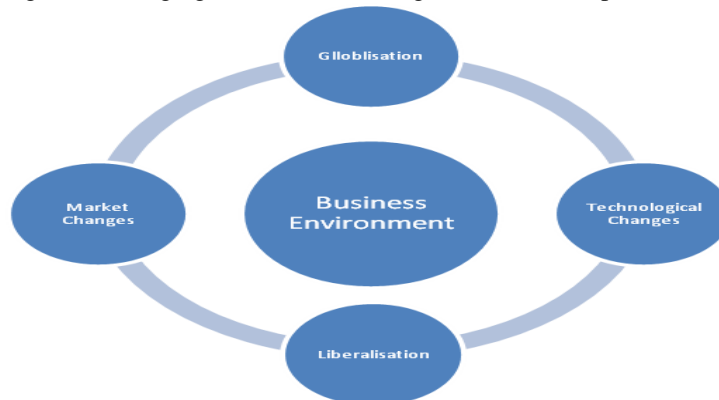 Glloblisation
Business
Environment
Market
Changes
Technological
Changes
Liberalisation